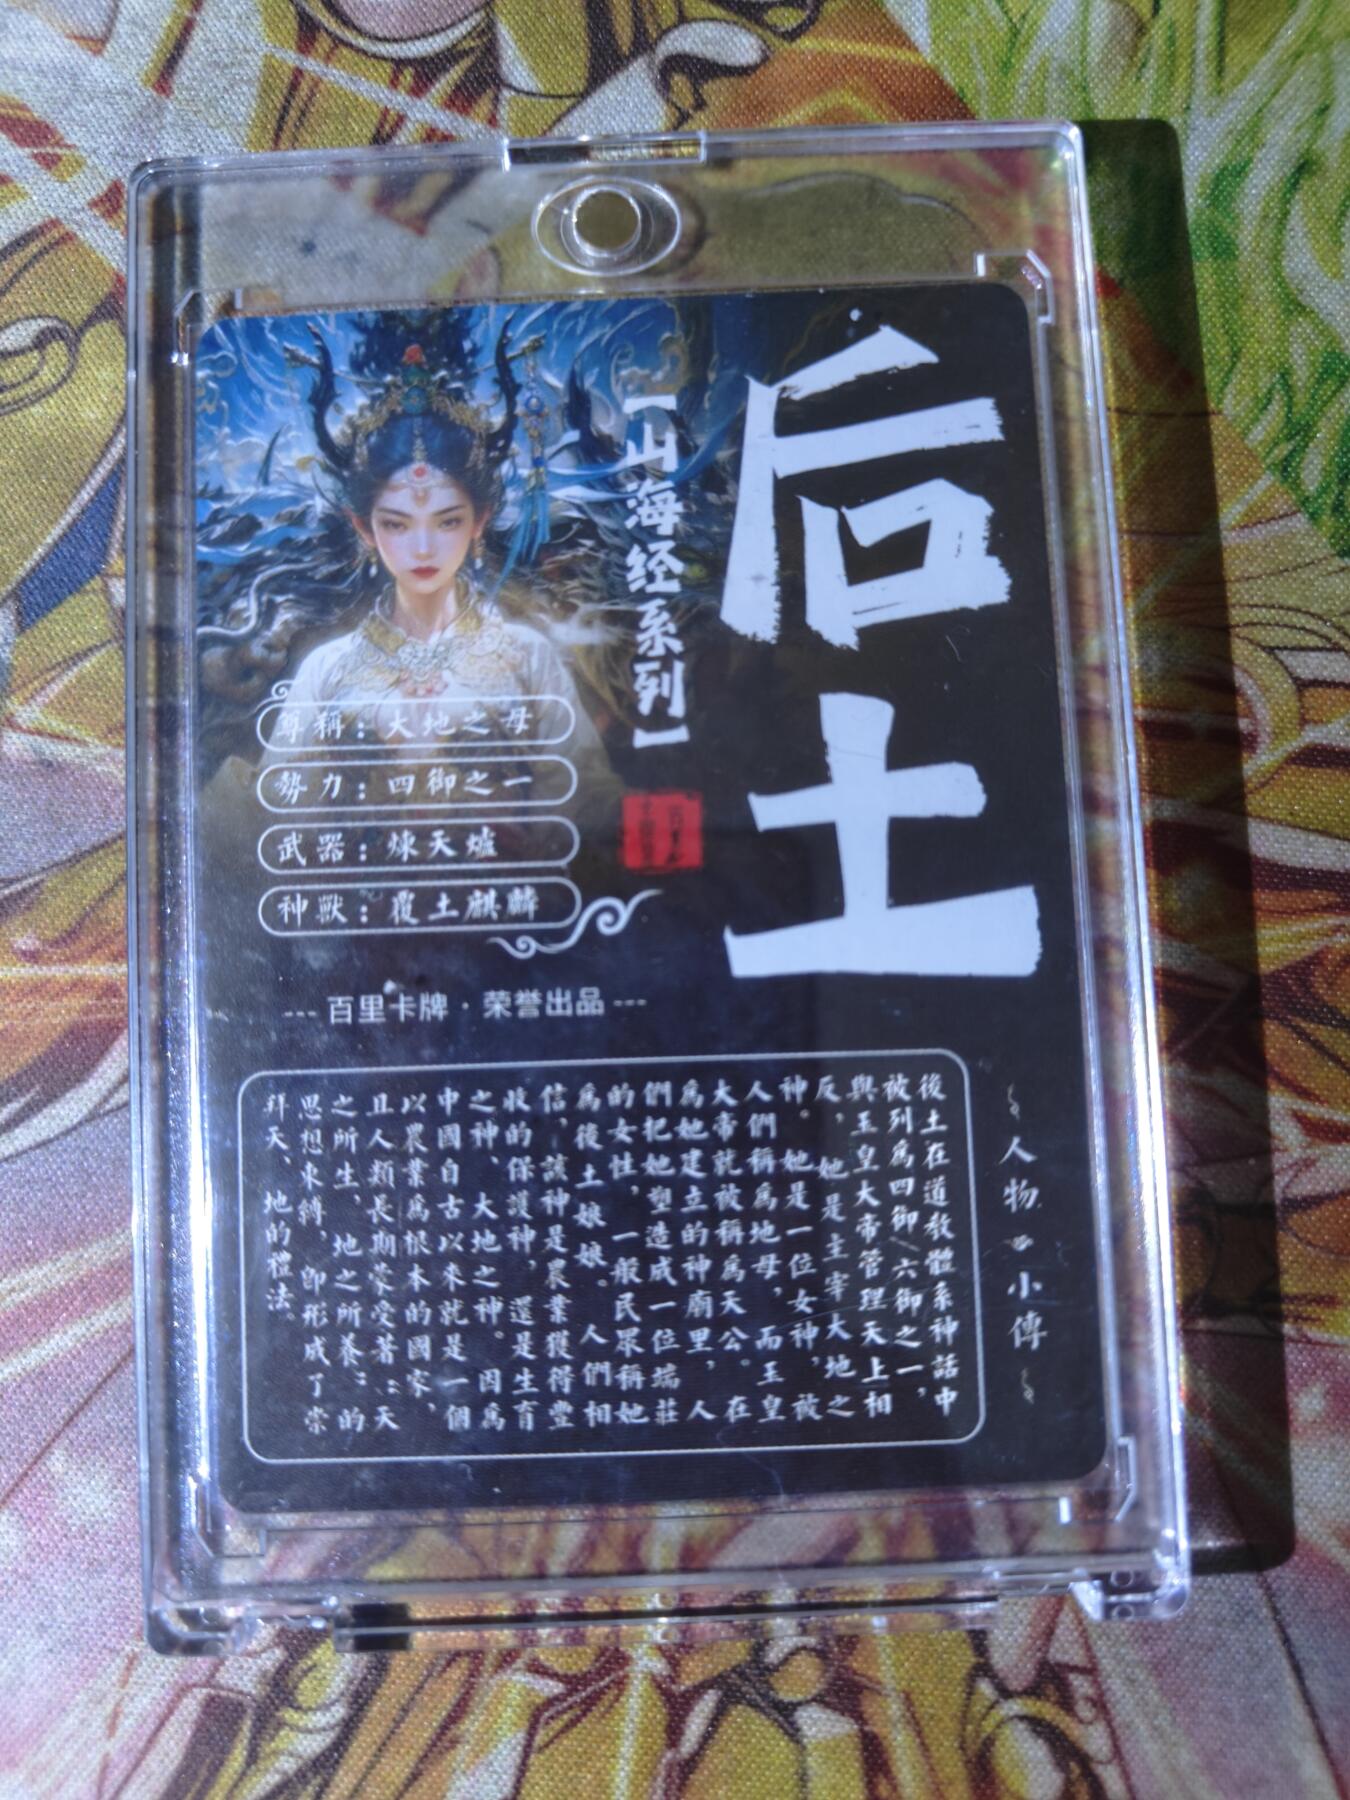 后土
【山海经系列】
尊稱：大地之母
勢力：四御之一
武器：煉天爐
神獸：覆土麒麟
--- 百里卡牌 · 荣誉出品 ---
人物 小傳
後土在道教體系神話中
被列爲四御/六御之一，
與玉皇大帝管理天上相
反，她是主宰大地之
神。她是一位女神，被
人們稱爲地母，而玉皇
大帝就被稱爲天公。在
爲她建立的神廟里，人
們把她塑造成一位端莊
的女性，一般民眾稱她
爲後土娘娘。人們相
信，該神是農業獲得豐
收的保護神，還是生育
之神、大地之神。因爲
中國自古以來就是一個
以農業爲根本的國家，
且人類長期蒙受著：天
之所生，地之所養：的
思想束縛，即形成了崇
拜天、地的禮法。